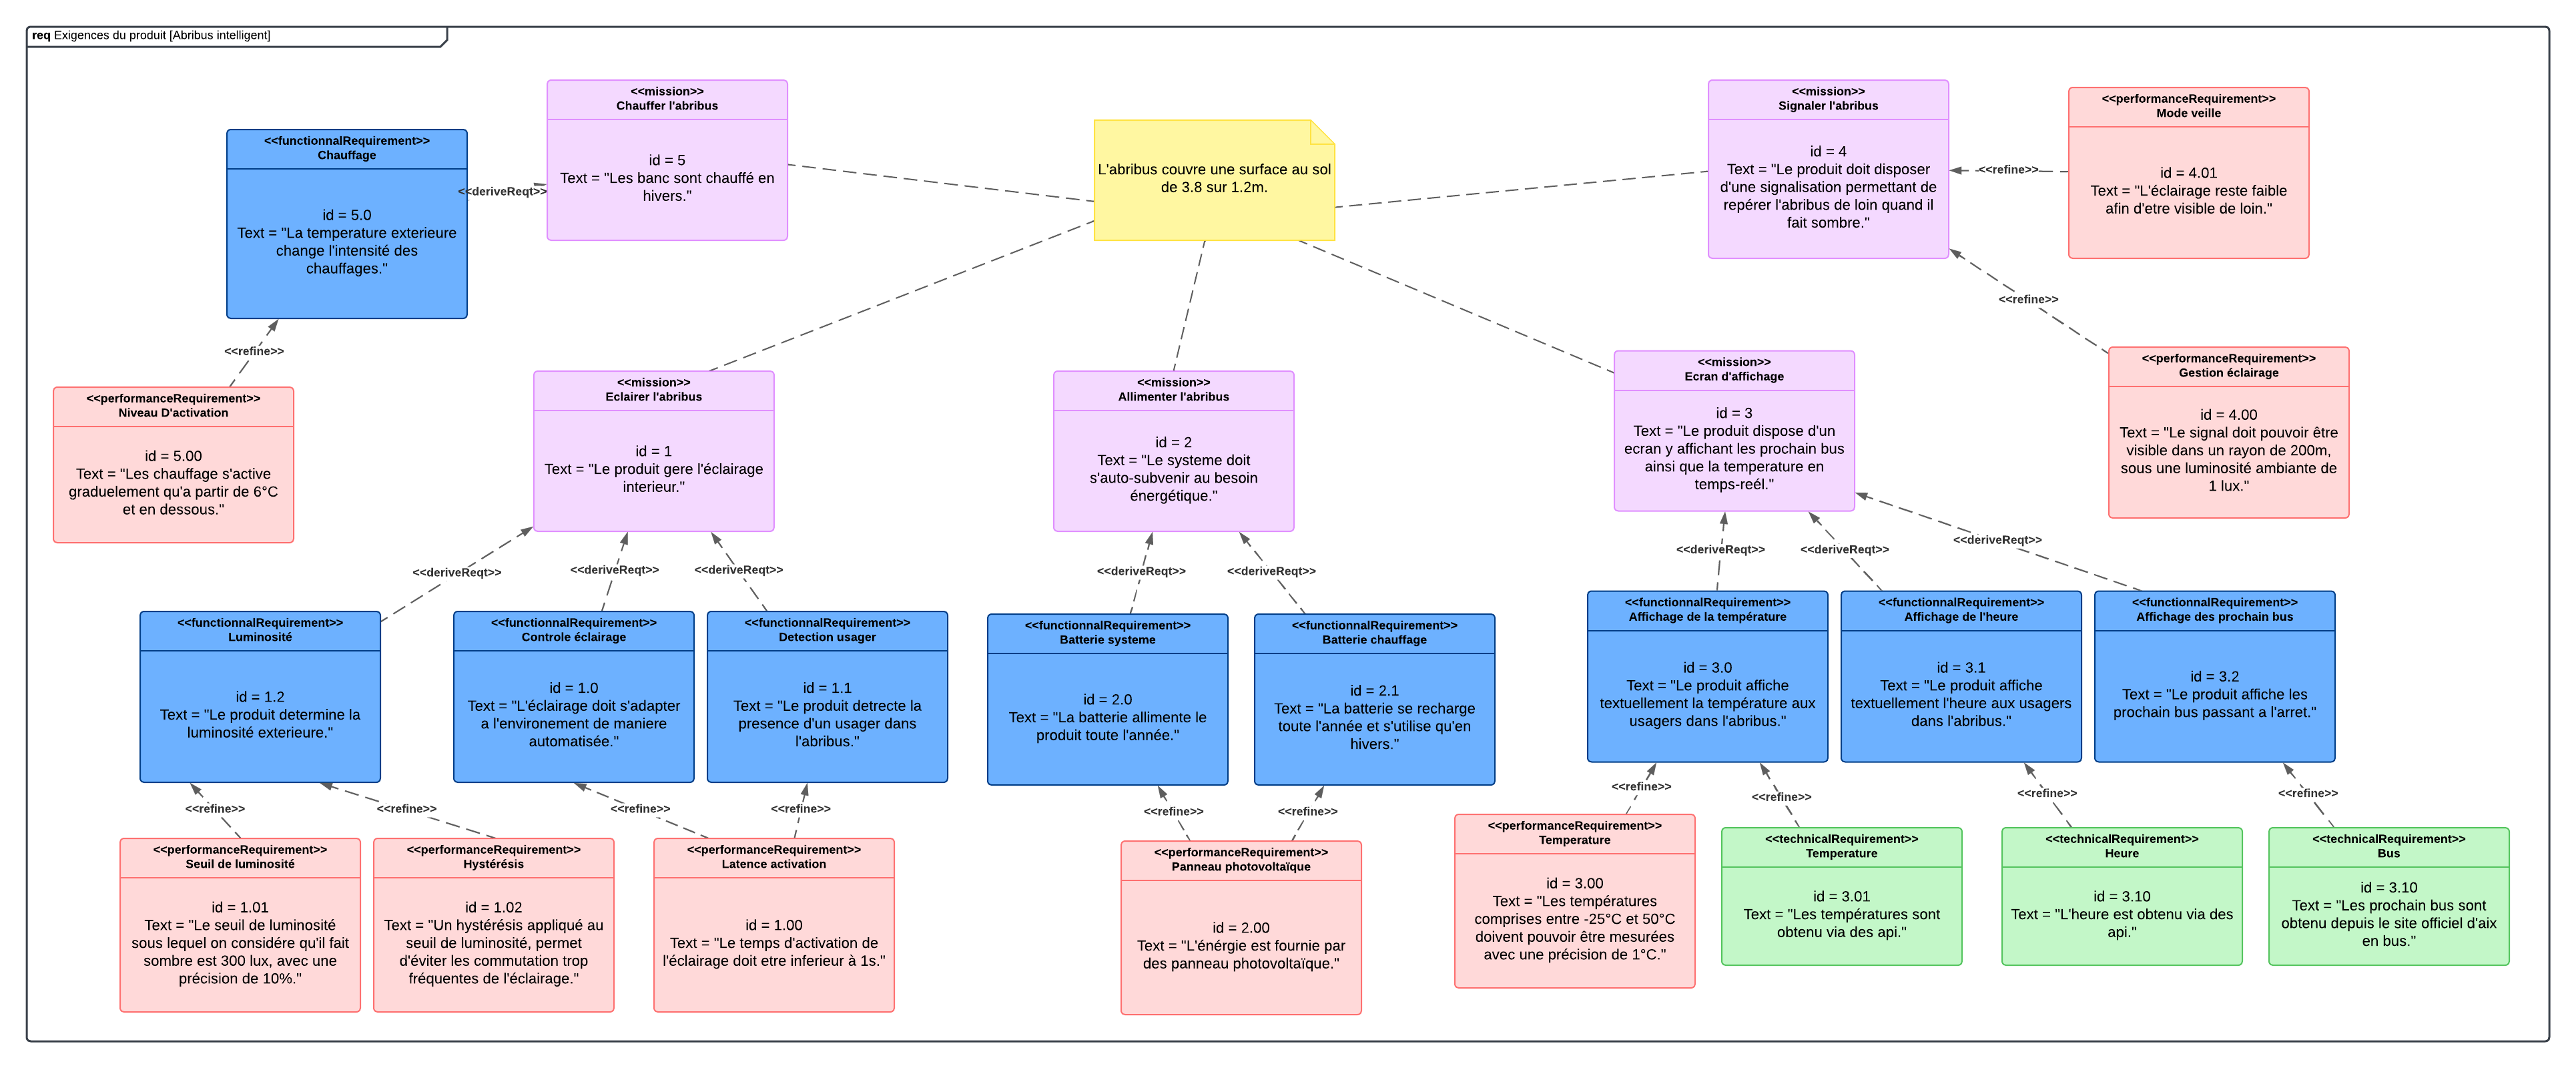 req Exigences du produit [Abribus intelligent]
<<mission>>
Chauffer l'abribus
id = 5
Text = "Les banc sont chauffé en
hivers."
<<mission>>
Signaler l'abribus
id = 4
Text = "Le produit doit disposer
d'une signalisation permettant de
repérer l'abribus de loin quand il
fait sombre."
<<performanceRequirement>>
Mode veille
id = 4.01
Text = "L'éclairage reste faible
afin d'etre visible de loin."
<<refine>>
<<functionnalRequirement>>
Chauffage
id = 5.0
Text = "La temperature exterieure
change l'intensité des
chauffages."
<<deriveReqt>>
L'abribus couvre une surface au sol
de 3.8 sur 1.2m.
<<refine>>
<<refine>>
<<performanceRequirement>>
Niveau D'activation
id = 5.00
Text = "Les chauffage s'active
graduelement qu'a partir de 6°C
et en dessous."
<<mission>>
Eclairer l'abribus
id = 1
Text = "Le produit gere l'éclairage
interieur."
<<mission>>
Allimenter l'abribus
id = 2
Text = "Le systeme doit
s'auto-subvenir au besoin
énergétique."
<<mission>>
Ecran d'affichage
id = 3
Text = "Le produit dispose d'un
ecran y affichant les prochain bus
ainsi que la temperature en
temps-reél."
<<performanceRequirement>>
Gestion éclairage
id = 4.00
Text = "Le signal doit pouvoir être
visible dans un rayon de 200m,
sous une luminosité ambiante de
1 lux."
<<deriveReqt>>
<<deriveReqt>>
<<deriveReqt>>
<<deriveReqt>>
<<deriveReqt>>
<<deriveReqt>>
<<deriveReqt>>
<<deriveReqt>>
<<functionnalRequirement>>
Luminosité
id = 1.2
Text = "Le produit determine la
luminosité exterieure."
<<functionnalRequirement>>
Controle éclairage
id = 1.0
Text = "L'éclairage doit s'adapter
a l'environement de maniere
automatisée."
<<functionnalRequirement>>
Detection usager
id = 1.1
Text = "Le produit detrecte la
presence d'un usager dans
l'abribus."
<<functionnalRequirement>>
Batterie systeme
id = 2.0
Text = "La batterie allimente le
produit toute l'année."
<<functionnalRequirement>>
Batterie chauffage
id = 2.1
Text = "La batterie se recharge
toute l'année et s'utilise qu'en
hivers."
<<functionnalRequirement>>
Affichage de la température
id = 3.0
Text = "Le produit affiche
textuellement la température aux
usagers dans l'abribus."
<<functionnalRequirement>>
Affichage de l'heure
id = 3.1
Text = "Le produit affiche
textuellement l'heure aux usagers
dans l'abribus."
<<functionnalRequirement>>
Affichage des prochain bus
id = 3.2
Text = "Le produit affiche les
prochain bus passant a l'arret."
<<refine>>
<<refine>>
<<refine>>
<<refine>>
<<refine>>
<<refine>>
<<refine>>
<<refine>>
<<refine>>
<<refine>>
<<performanceRequirement>>
Seuil de luminosité
id = 1.01
Text = "Le seuil de luminosité
sous lequel on considére qu'il fait
sombre est 300 lux, avec une
précision de 10%."
<<performanceRequirement>>
Hystérésis
id = 1.02
Text = "Un hystérésis appliqué au
seuil de luminosité, permet
d'éviter les commutation trop
fréquentes de l'éclairage."
<<performanceRequirement>>
Latence activation
id = 1.00
Text = "Le temps d'activation de
l'éclairage doit etre inferieur à 1s."
<<performanceRequirement>>
Panneau photovoltaïque
id = 2.00
Text = "L'énérgie est fournie par
des panneau photovoltaïque."
<<performanceRequirement>>
Temperature
id = 3.00
Text = "Les températures
comprises entre -25°C et 50°C
doivent pouvoir être mesurées
avec une précision de 1°C."
<<technicalRequirement>>
Temperature
id = 3.01
Text = "Les températures sont
obtenu via des api."
<<technicalRequirement>>
Heure
id = 3.10
Text = "L'heure est obtenu via des
api."
<<technicalRequirement>>
Bus
id = 3.10
Text = "Les prochain bus sont
obtenu depuis le site officiel d'aix
en bus."